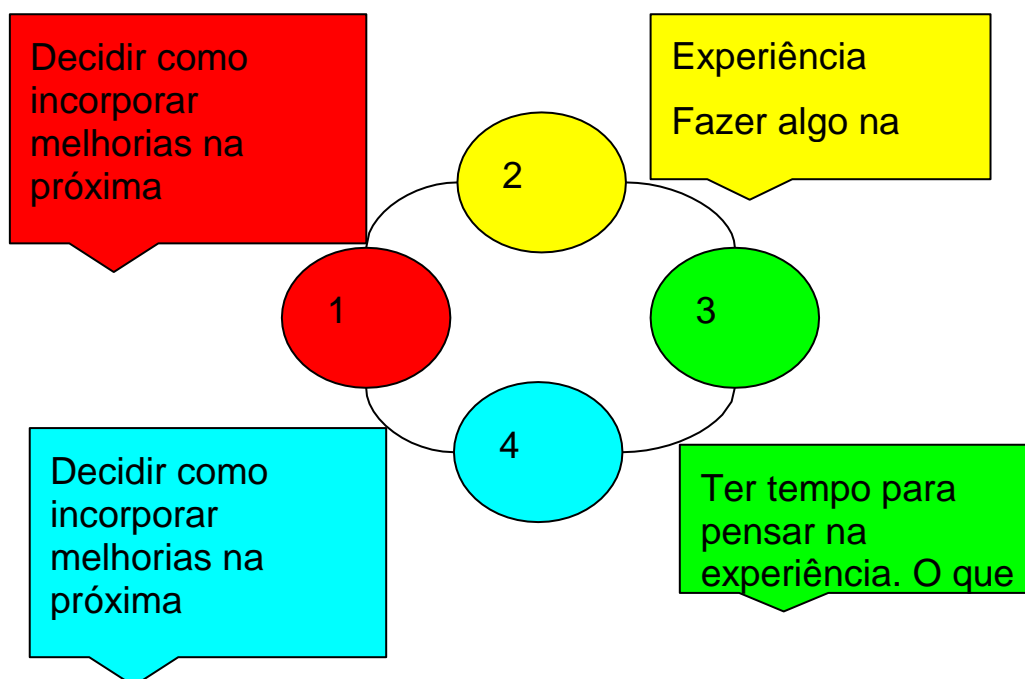 Decidir como
incorporar
melhorias na
próxima
Experiência
Fazer algo na
2
1
3
4
Decidir como
incorporar
melhorias na
próxima
Ter tempo para
pensar na
experiência. O que